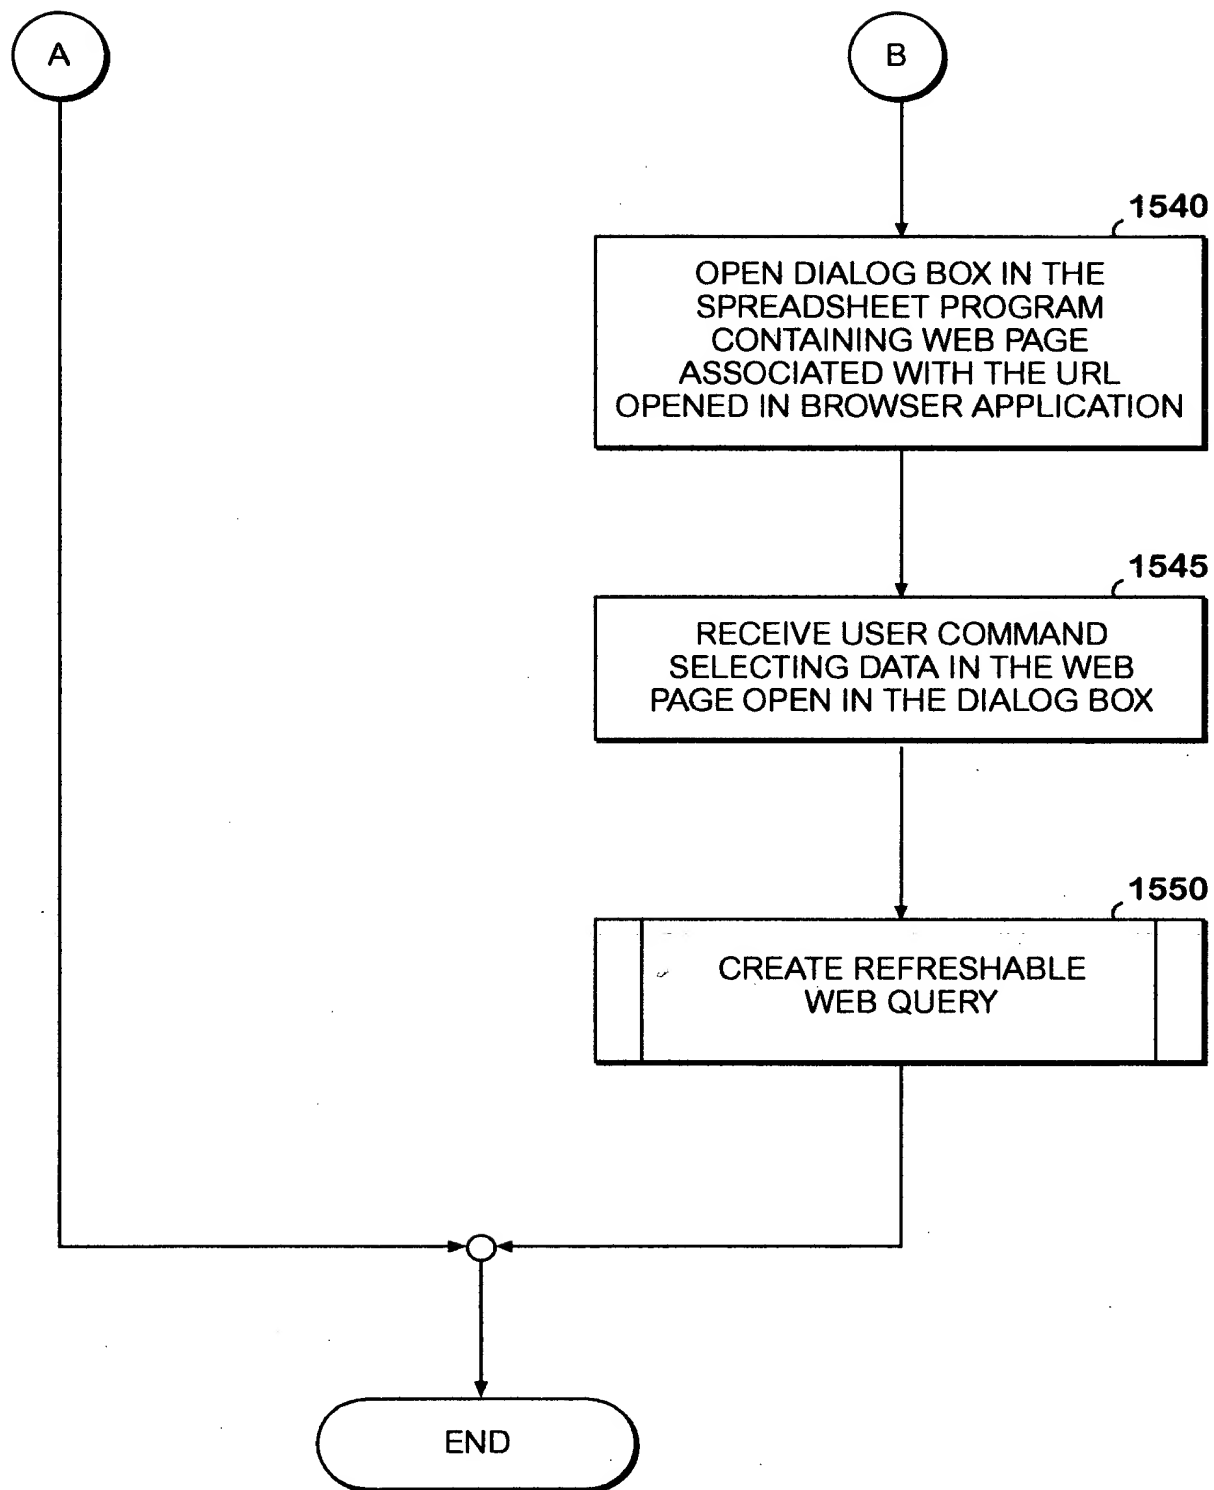 A
B
1540
OPEN DIALOG BOX IN THE
SPREADSHEET PROGRAM
CONTAINING WEB PAGE
ASSOCIATED WITH THE URL
OPENED IN BROWSER APPLICATION
1545
RECEIVE USER COMMAND
SELECTING DATA IN THE WEB
PAGE OPEN IN THE DIALOG BOX
1550
CREATE REFRESHABLE
WEB QUERY
END